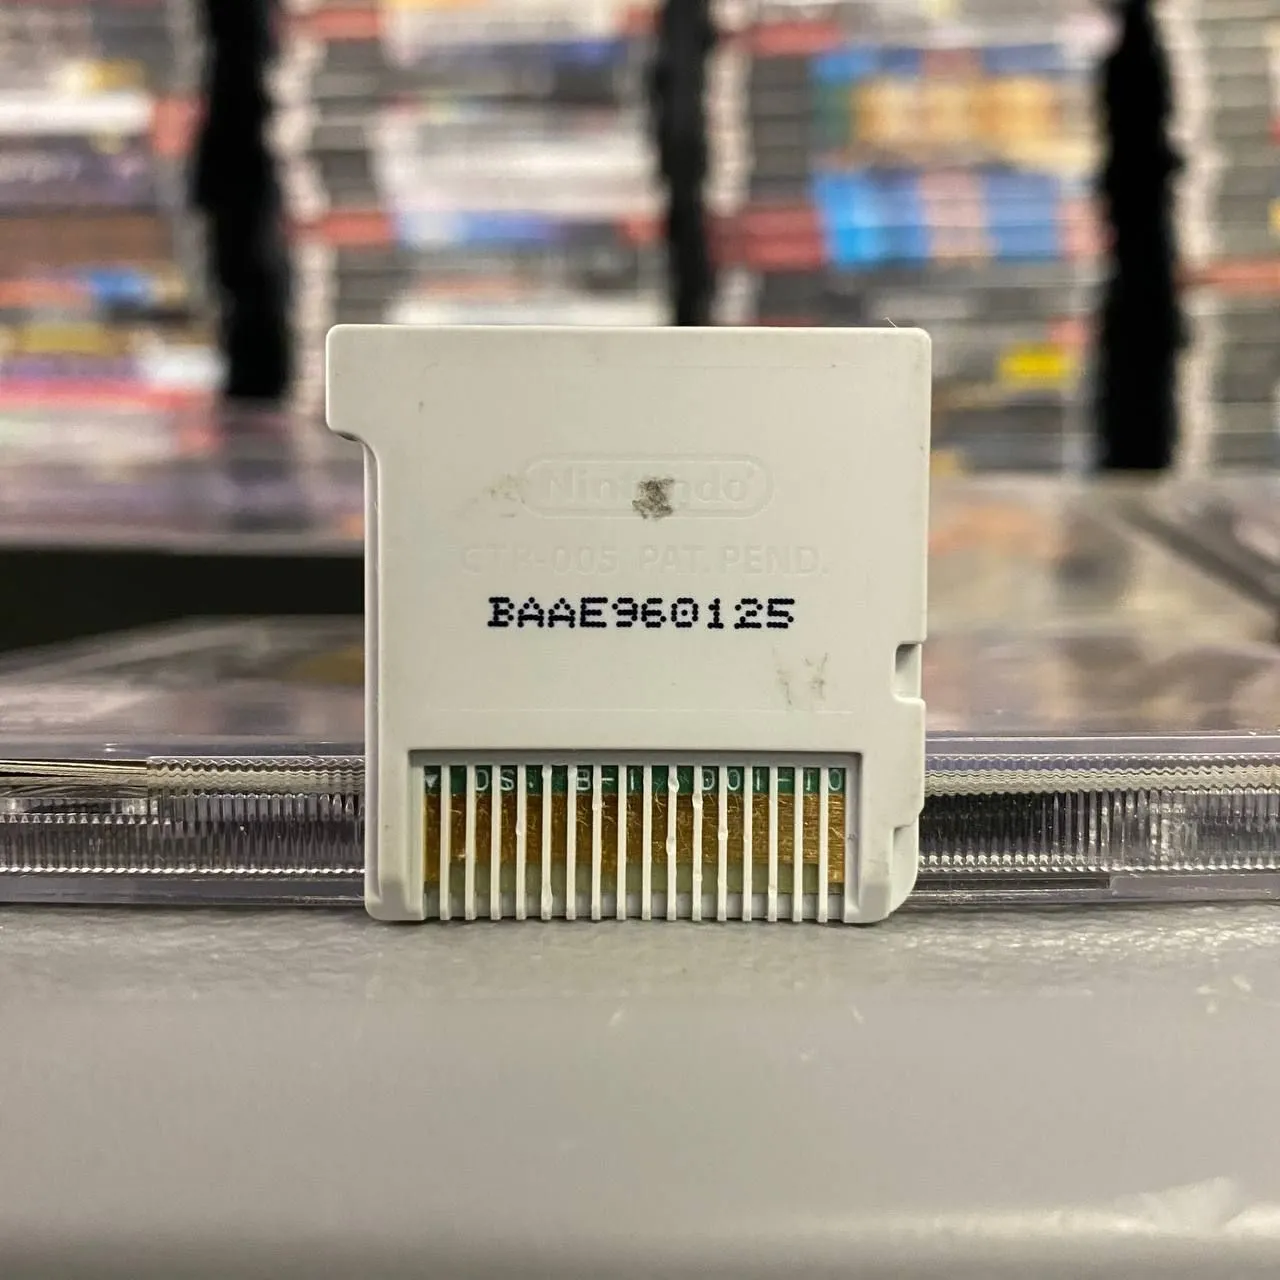 Nintendo
CTR-005 PAT. PEND.
BAAE960125